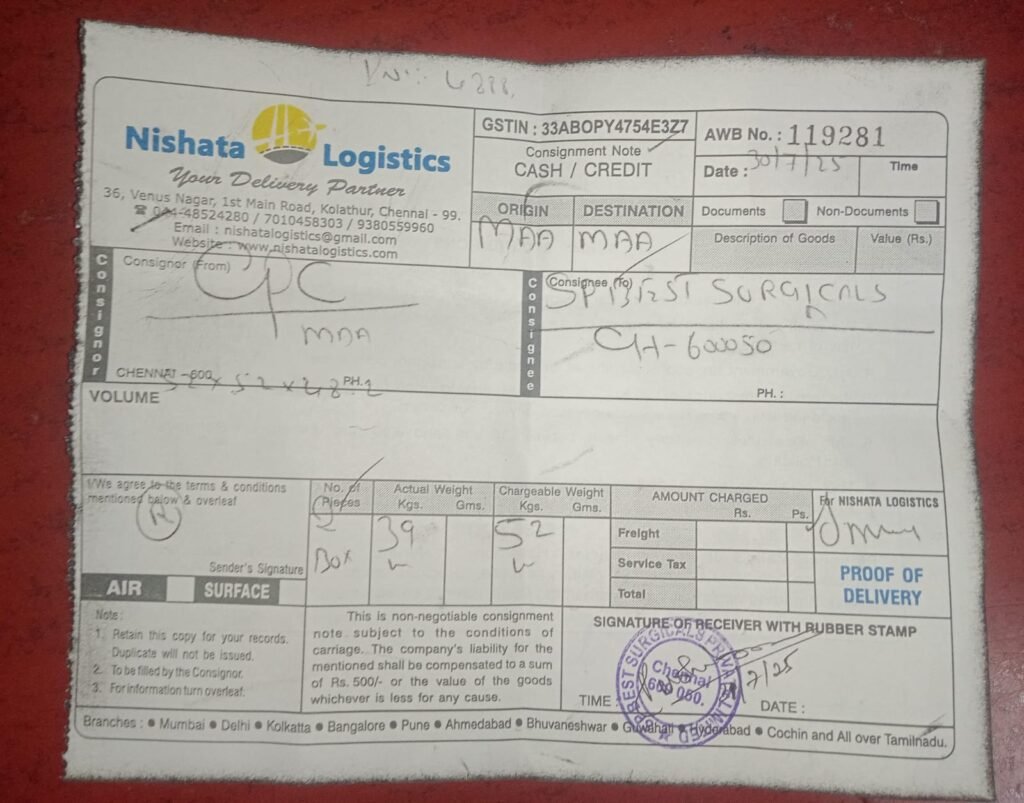 Nishata Logistics
Your Delivery Partner
36, Venus Nagar, 1st Main Road, Kolathur, Chennai - 99.
☎ 044-48524280 / 7010458303 / 9380559960
Email : nishatalogistics@gmail.com
Website : www.nishatalogistics.com
GSTIN : 33ABOPY4754E3Z7
Consignment Note
CASH / CREDIT
AWB No. : 119281
Date : 30/7/25 Time
ORIGIN DESTINATION
MAA MAA
Documents Non-Documents
Description of Goods Value (Rs.)
Consignor
Consignor (From)
CPC
MAA
CHENNAI -600 PH.:
52 x 52 x 48 - 2
Consignee
Consignee (To)
SURGICALS
CH-600050
PH. :
VOLUME
I/We agree to the terms & conditions
mentioned below & overleaf
R
Sender's Signature
AIR SURFACE
No. of Pieces
2
Box
Actual Weight
Kgs. Gms.
39
Chargeable Weight
Kgs. Gms.
52
AMOUNT CHARGED
Rs. Ps.
Freight
Service Tax
Total
For NISHATA LOGISTICS
PROOF OF
DELIVERY
Note :
1. Retain this copy for your records.
Duplicate will not be issued.
2. To be filled by the Consignor.
3. For information turn overleaf.
This is non-negotiable consignment
note subject to the conditions of
carriage. The company's liability for the
mentioned shall be compensated to a sum
of Rs. 500/- or the value of the goods
whichever is less for any cause.
SIGNATURE OF RECEIVER WITH RUBBER STAMP
SURGICALS PRIVATE LIMITED
Chennai
7/25
TIME : DATE :
Branches : ● Mumbai ● Delhi ● Kolkatta ● Bangalore ● Pune ● Ahmedabad ● Bhuvaneshwar ● Guwahati ● Hyderabad ● Cochin and All over Tamilnadu.